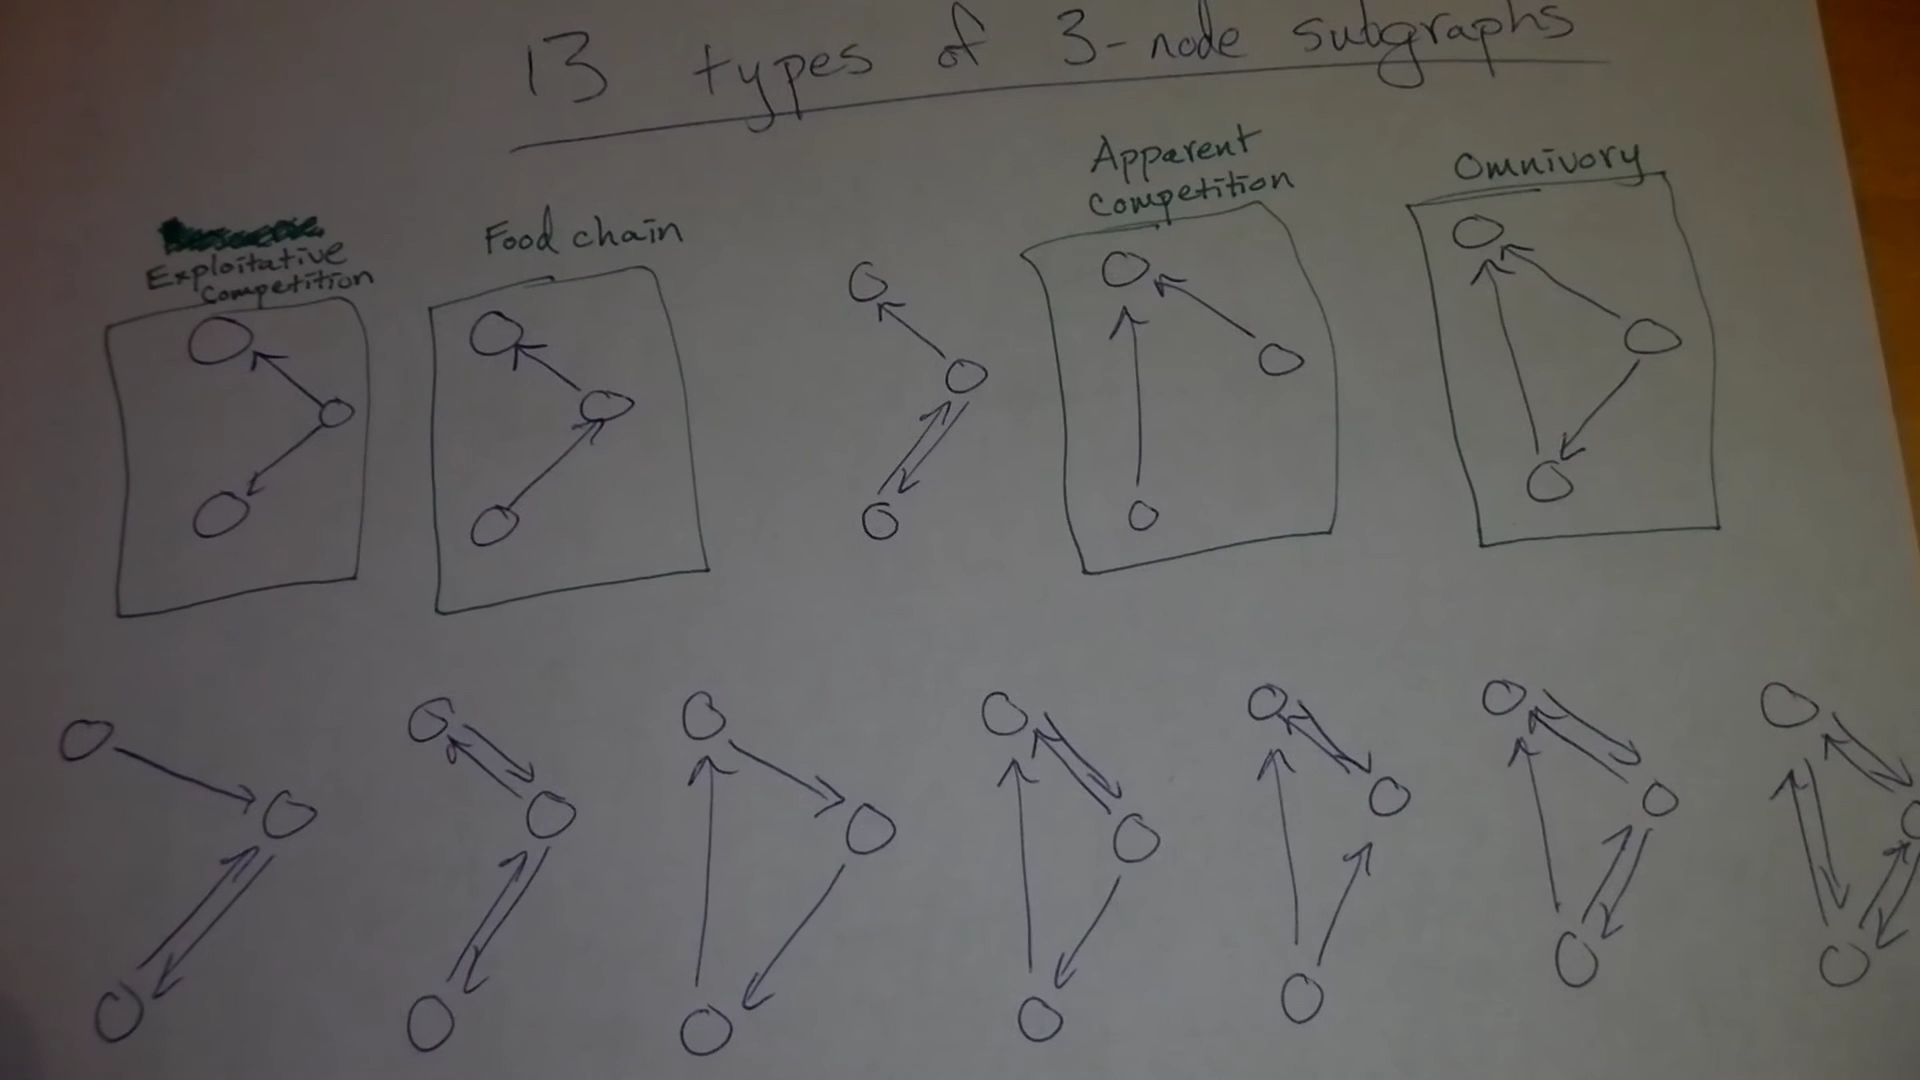 13 types of 3-node subgraphs
Exploitative
Competition
Food chain
Apparent
Competition
Omnivory